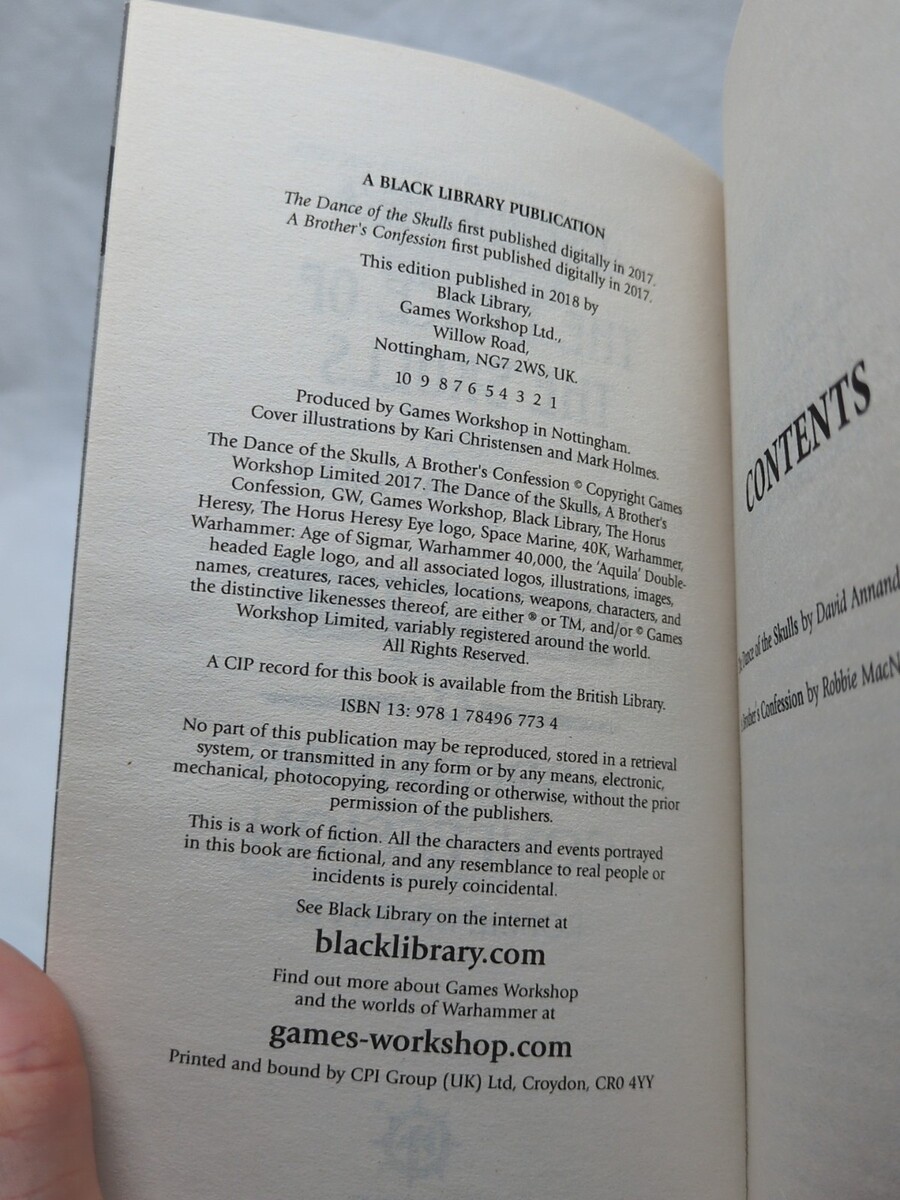 A BLACK LIBRARY PUBLICATION
The Dance of the Skulls first published digitally in 2017.
A Brother's Confession first published digitally in 2017.
This edition published in 2018 by
Black Library,
Games Workshop Ltd.,
Willow Road,
Nottingham, NG7 2WS, UK.
10 9 8 7 6 5 4 3 2 1
Produced by Games Workshop in Nottingham.
Cover illustrations by Kari Christensen and Mark Holmes.
The Dance of the Skulls, A Brother's Confession © Copyright Games
Workshop Limited 2017. The Dance of the Skulls, A Brother's
Confession, GW, Games Workshop, Black Library, The Horus
Heresy, The Horus Heresy Eye logo, Space Marine, 40K, Warhammer,
Warhammer: Age of Sigmar, Warhammer 40,000, the 'Aquila' Double-
headed Eagle logo, and all associated logos, illustrations, images,
names, creatures, races, vehicles, locations, weapons, characters, and
the distinctive likenesses thereof, are either ® or TM, and/or © Games
Workshop Limited, variably registered around the world.
All Rights Reserved.
A CIP record for this book is available from the British Library.
ISBN 13: 978 1 78496 773 4
No part of this publication may be reproduced, stored in a retrieval
system, or transmitted in any form or by any means, electronic,
mechanical, photocopying, recording or otherwise, without the prior
permission of the publishers.
This is a work of fiction. All the characters and events portrayed
in this book are fictional, and any resemblance to real people or
incidents is purely coincidental.
See Black Library on the internet at
blacklibrary.com
Find out more about Games Workshop
and the worlds of Warhammer at
games-workshop.com
Printed and bound by CPI Group (UK) Ltd, Croydon, CR0 4YY
CONTENTS
Dance of the Skulls by David Annand
Brother's Confession by Robbie MacN